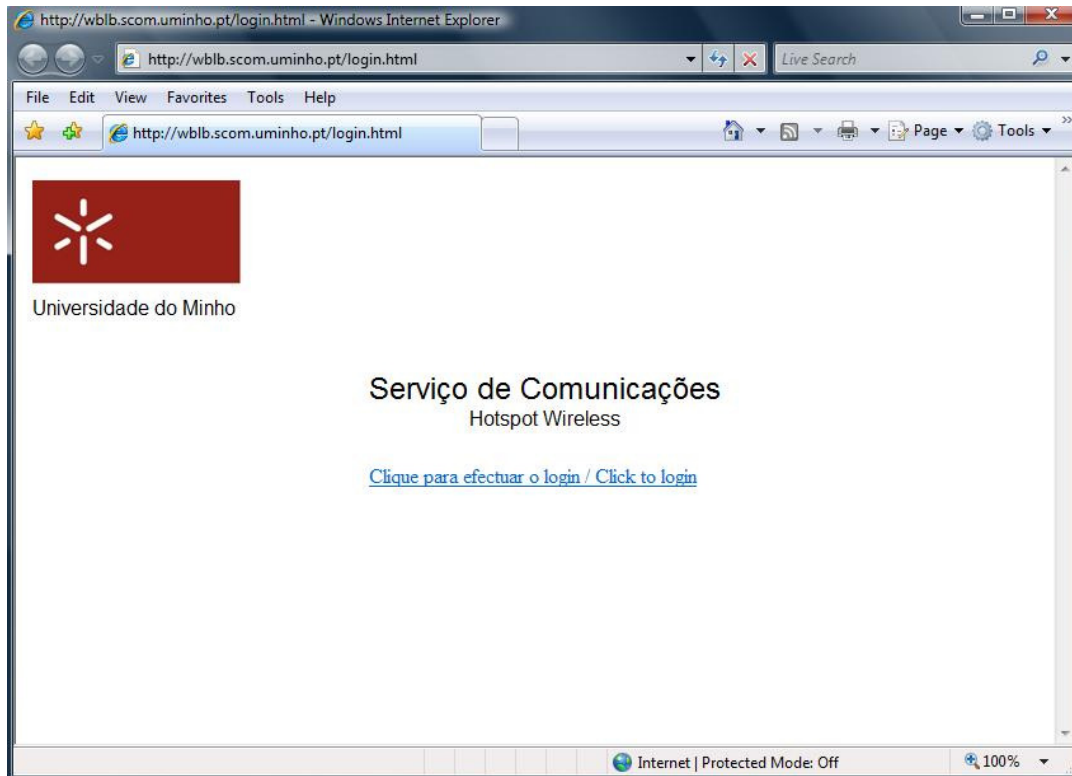 http://wblb.scom.uminho.pt/login.html - Windows Internet Explorer
http://wblb.scom.uminho.pt/login.html
Live Search
File Edit View Favorites Tools Help
http://wblb.scom.uminho.pt/login.html
Page Tools
Universidade do Minho
Serviço de Comunicações
Hotspot Wireless
Clique para efectuar o login / Click to login
Internet | Protected Mode: Off
100%